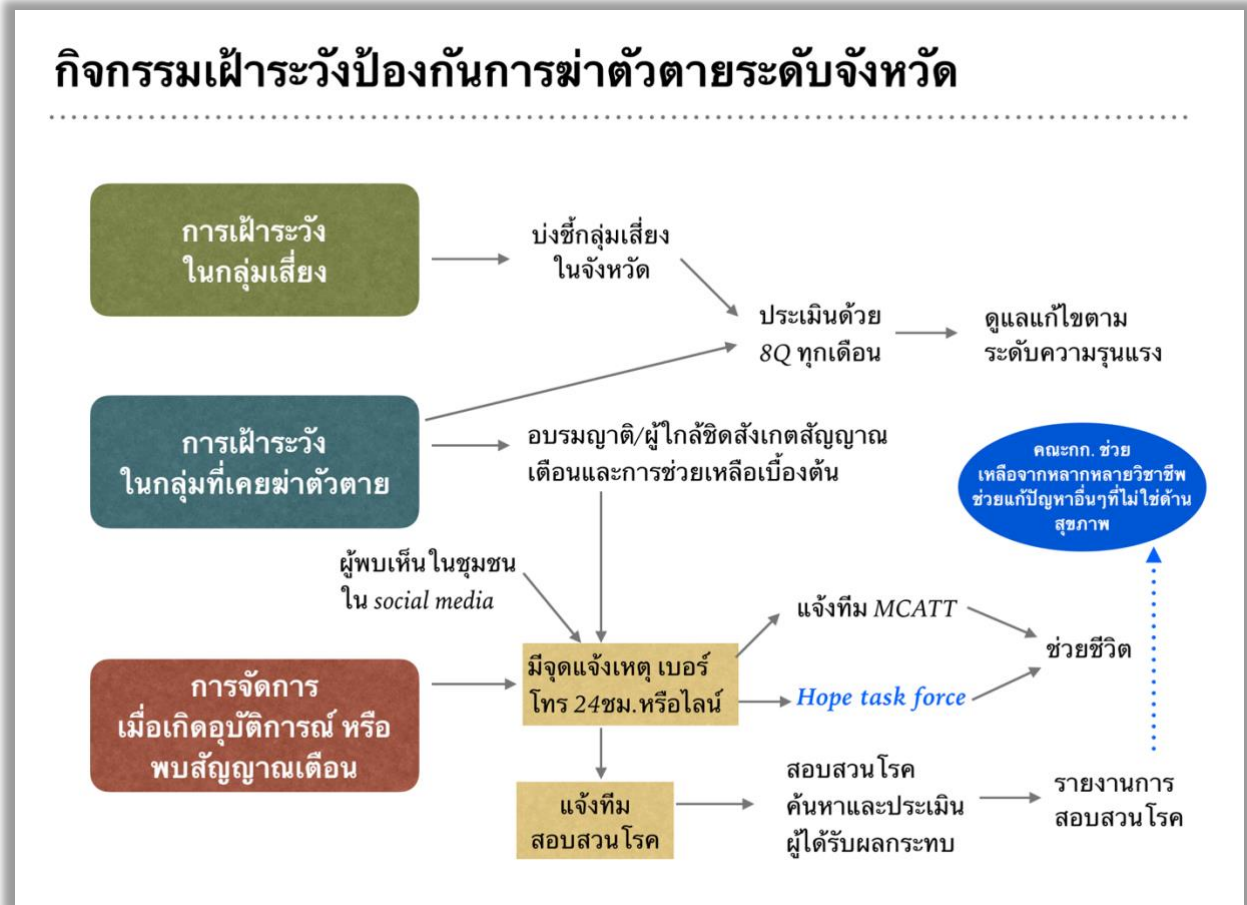 กิจกรรมเฝ้าระวังป้องกันการฆ่าตัวตายระดับจังหวัด
การเฝ้าระวัง
ในกลุ่มเสี่ยง
บ่งชี้กลุ่มเสี่ยง
ในจังหวัด
ประเมินด้วย
8Q ทุกเดือน
ดูแลแก้ไขตาม
ระดับความรุนแรง
การเฝ้าระวัง
ในกลุ่มที่เคยฆ่าตัวตาย
อบรมญาติ/ผู้ใกล้ชิดสังเกตสัญญาณ
เตือนและการช่วยเหลือเบื้องต้น
คณะกก. ช่วย
เหลือจากหลากหลายวิชาชีพ
ช่วยแก้ปัญหาอื่นๆที่ไม่ใช่ด้าน
สุขภาพ
ผู้พบเห็นในชุมชน
ใน social media
การจัดการ
เมื่อเกิดอุบัติการณ์ หรือ
พบสัญญาณเตือน
มีจุดแจ้งเหตุ เบอร์
โทร 24ชม.หรือไลน์
แจ้งทีม MCATT
Hope task force
ช่วยชีวิต
แจ้งทีม
สอบสวนโรค
สอบสวนโรค
ค้นหาและประเมิน
ผู้ได้รับผลกระทบ
รายงานการ
สอบสวนโรค